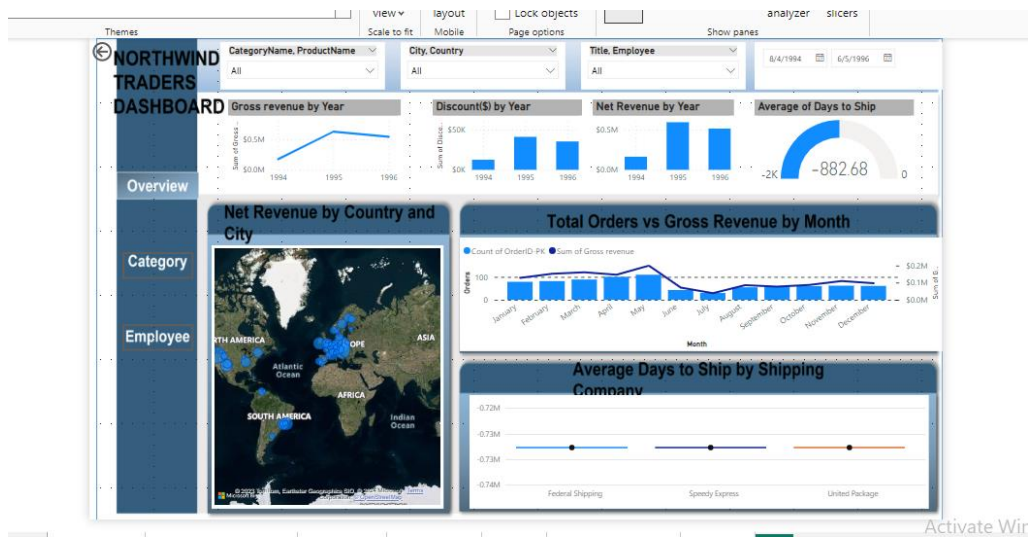 view
layout
Lock objects
analyzer
slicers
Themes
Scale to fit
Mobile
Page options
Show panes
NORTHWIND
TRADERS
DASHBOARD
CategoryName, ProductName
All
City, Country
All
Title, Employee
All
8/4/1994
6/5/1996
Gross revenue by Year
Sum of Gross...
$0.5M
$0.0M
1994
1995
1996
Discount($) by Year
Sum of Disco...
$50K
$0K
1994
1995
1996
Net Revenue by Year
$0.5M
$0.0M
1994
1995
1996
Average of Days to Ship
-2K
-882.68
0
Overview
Category
Employee
Net Revenue by Country and
City
RTH AMERICA
OPE
ASIA
Atlantic
Ocean
AFRICA
SOUTH AMERICA
Indian
Ocean
Total Orders vs Gross Revenue by Month
Count of OrderID-PK
Sum of Gross revenue
Orders
100
0
$0.2M
$0.1M
$0.0M
January
February
March
April
May
June
July
August
September
October
November
December
Month
Average Days to Ship by Shipping
Company
-0.72M
-0.73M
-0.73M
-0.74M
Federal Shipping
Speedy Express
United Package
Activate Wir